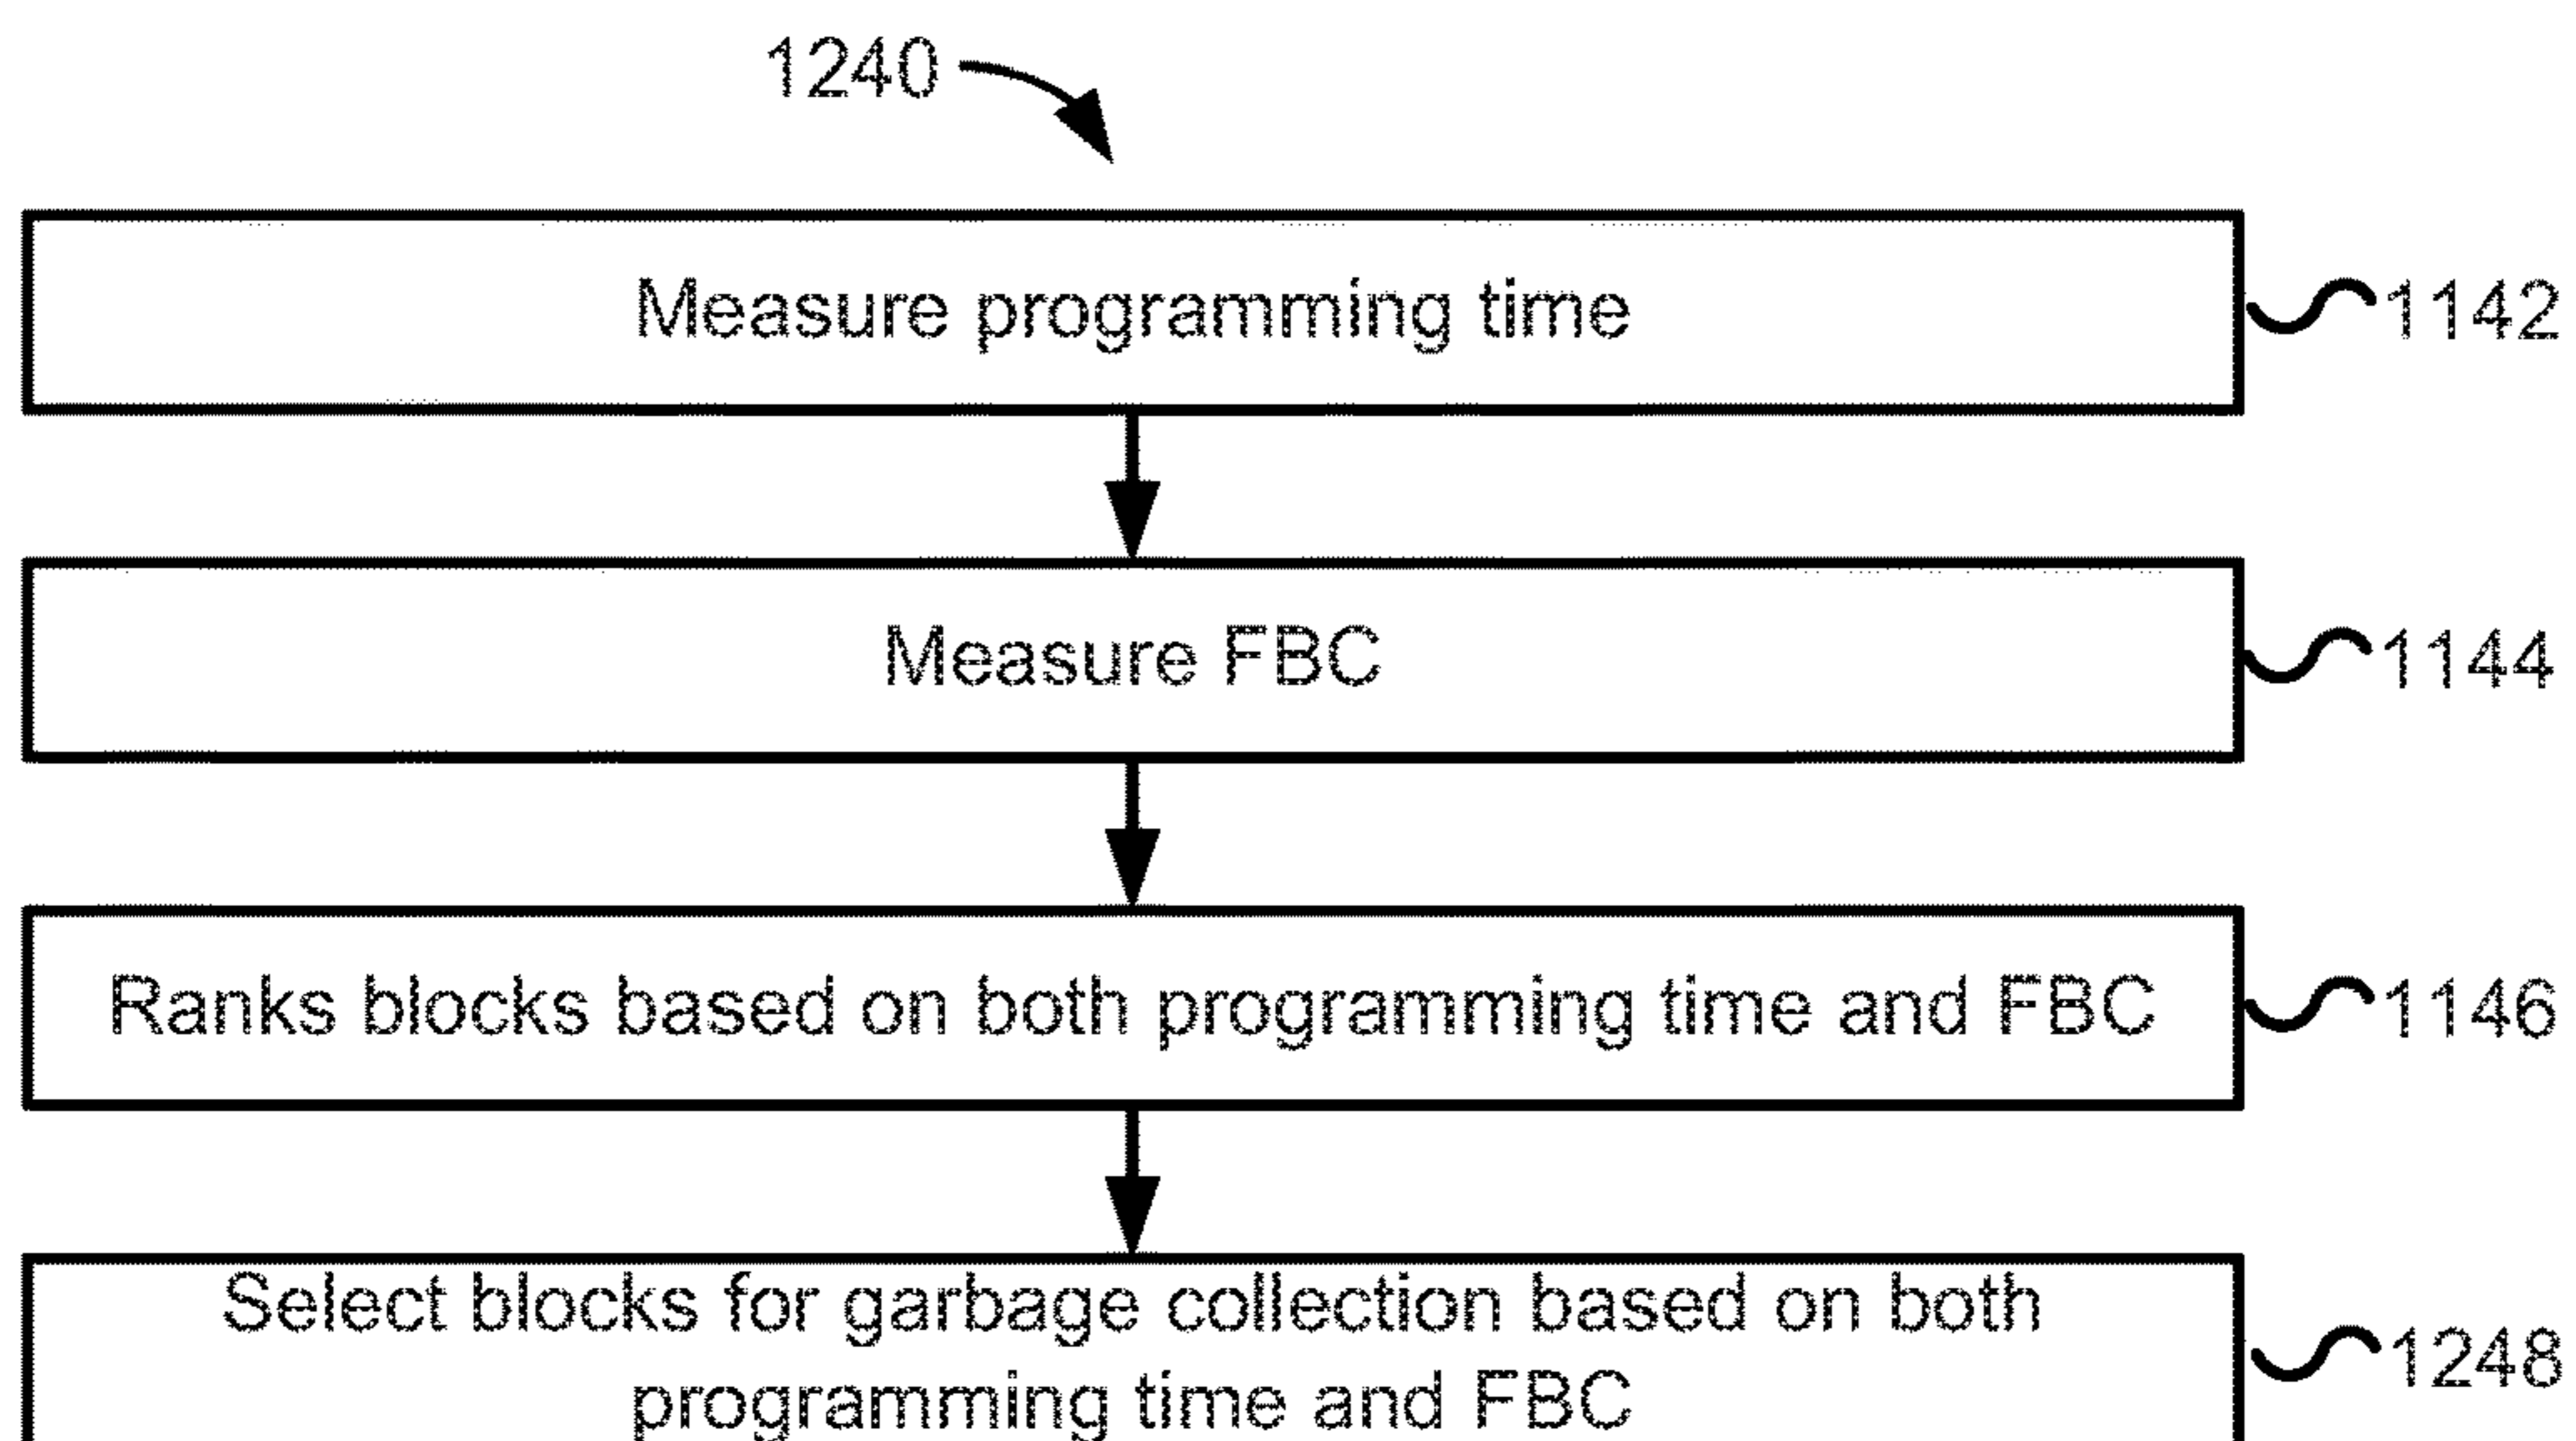 1240
Measure programming time
1142
Measure FBC
1144
Ranks blocks based on both programming time and FBC
1146
Select blocks for garbage collection based on both
programming time and FBC
1248